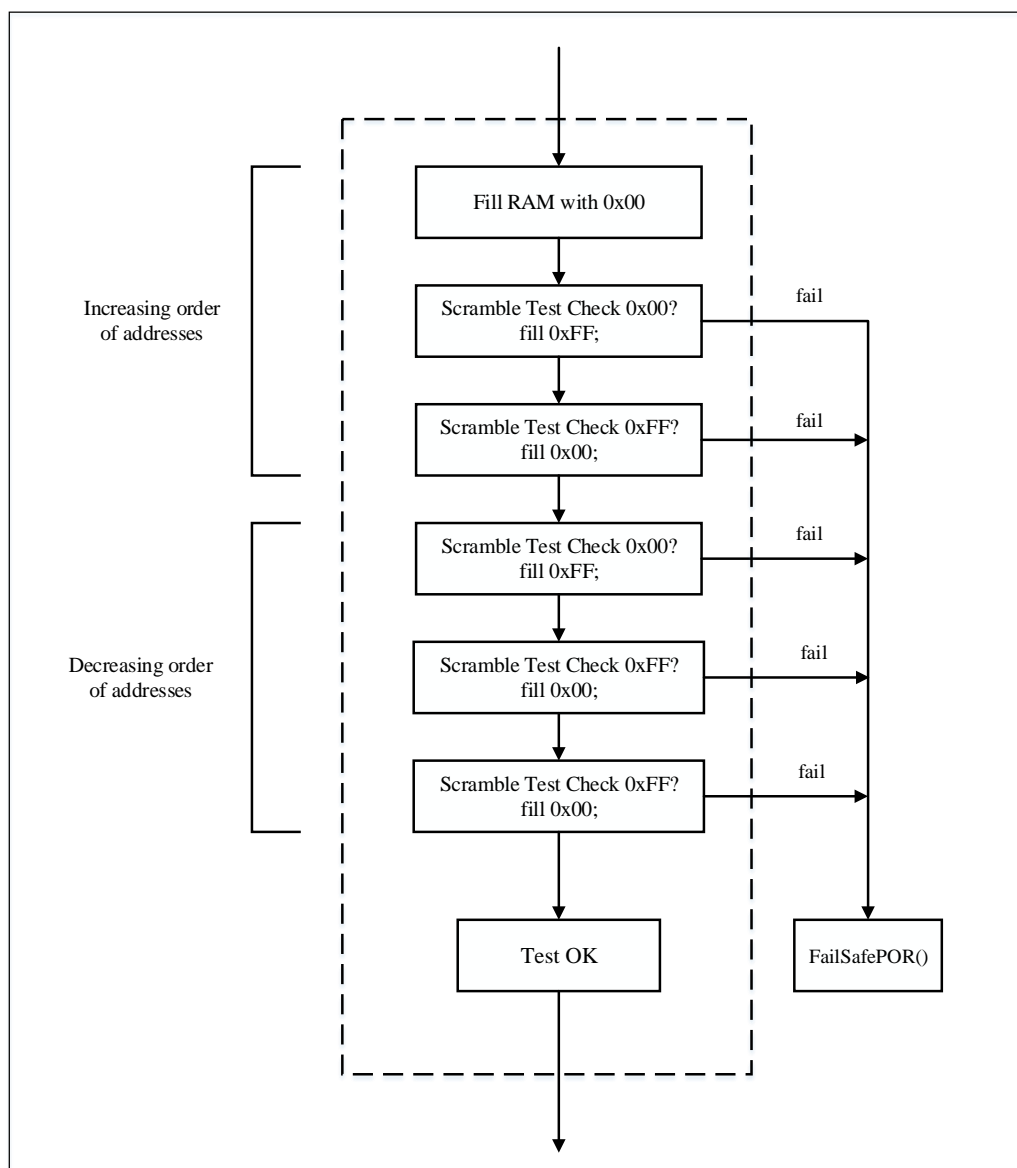 Fill RAM with 0x00
Scramble Test Check 0x00?
fill 0xFF;
fail
Increasing order
of addresses
Scramble Test Check 0xFF?
fill 0x00;
fail
Scramble Test Check 0x00?
fill 0xFF;
fail
Decreasing order
of addresses
Scramble Test Check 0xFF?
fill 0x00;
fail
Scramble Test Check 0xFF?
fill 0x00;
fail
Test OK
FailSafePOR()